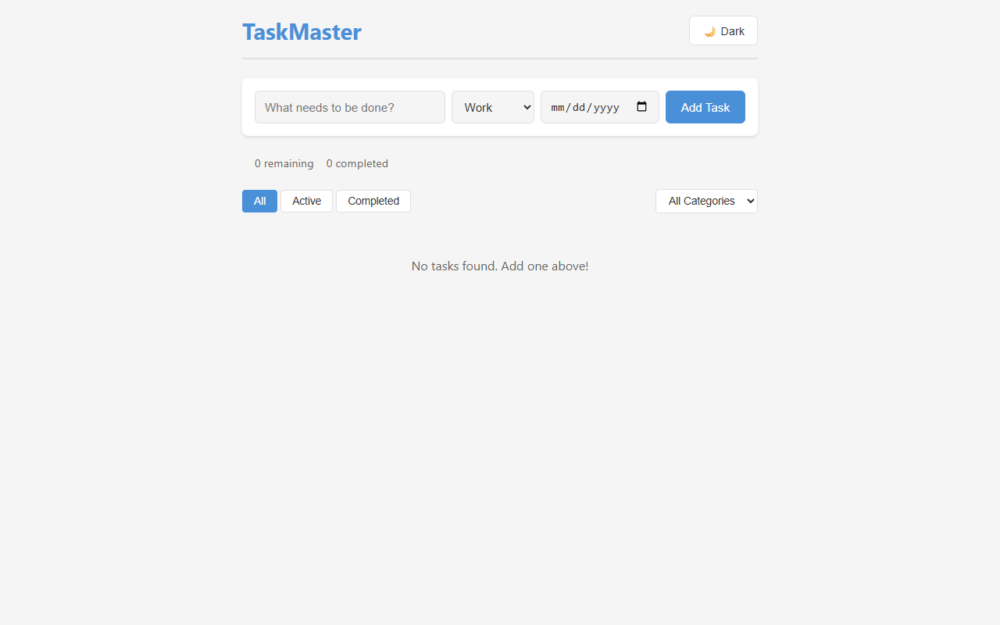 TaskMaster
🌙 Dark
What needs to be done?
Work
mm/dd/yyyy
Add Task
0 remaining 0 completed
All Active Completed
All Categories
No tasks found. Add one above!